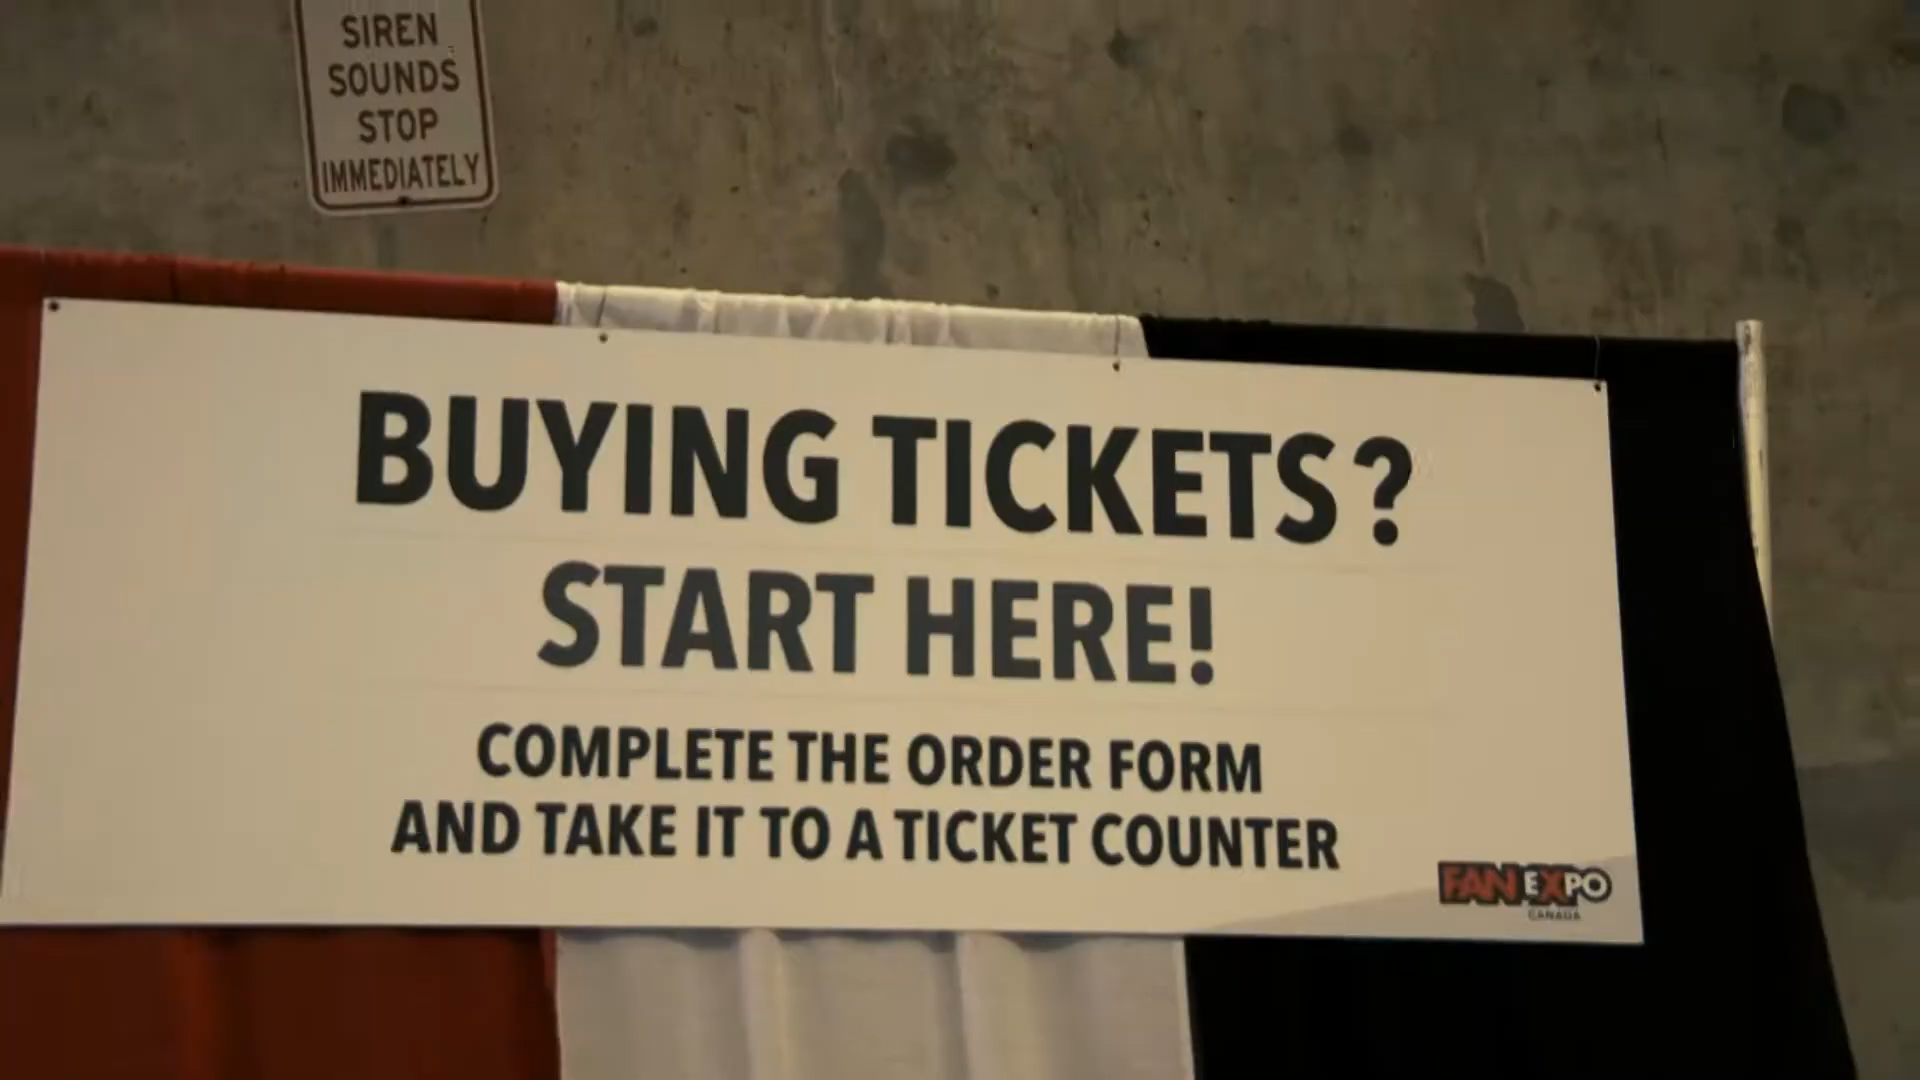 SIREN
SOUNDS
STOP
IMMEDIATELY
BUYING TICKETS?
START HERE!
COMPLETE THE ORDER FORM
AND TAKE IT TO A TICKET COUNTER
FAN EXPO
CANADA